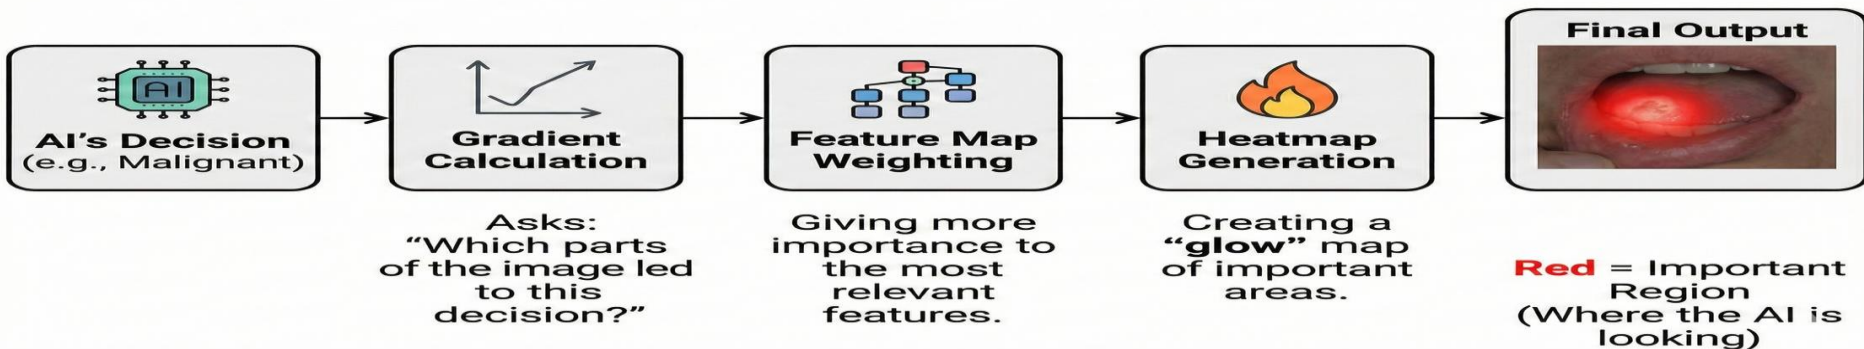 AI
AI's Decision
(e.g., Malignant)
Gradient
Calculation
Asks:
“Which parts
of the image led
to this
decision?”
Feature Map
Weighting
Giving more
importance to
the most
relevant
features.
Heatmap
Generation
Creating a
“glow” map
of important
areas.
Final Output
Red = Important
Region
(Where the AI is
looking)